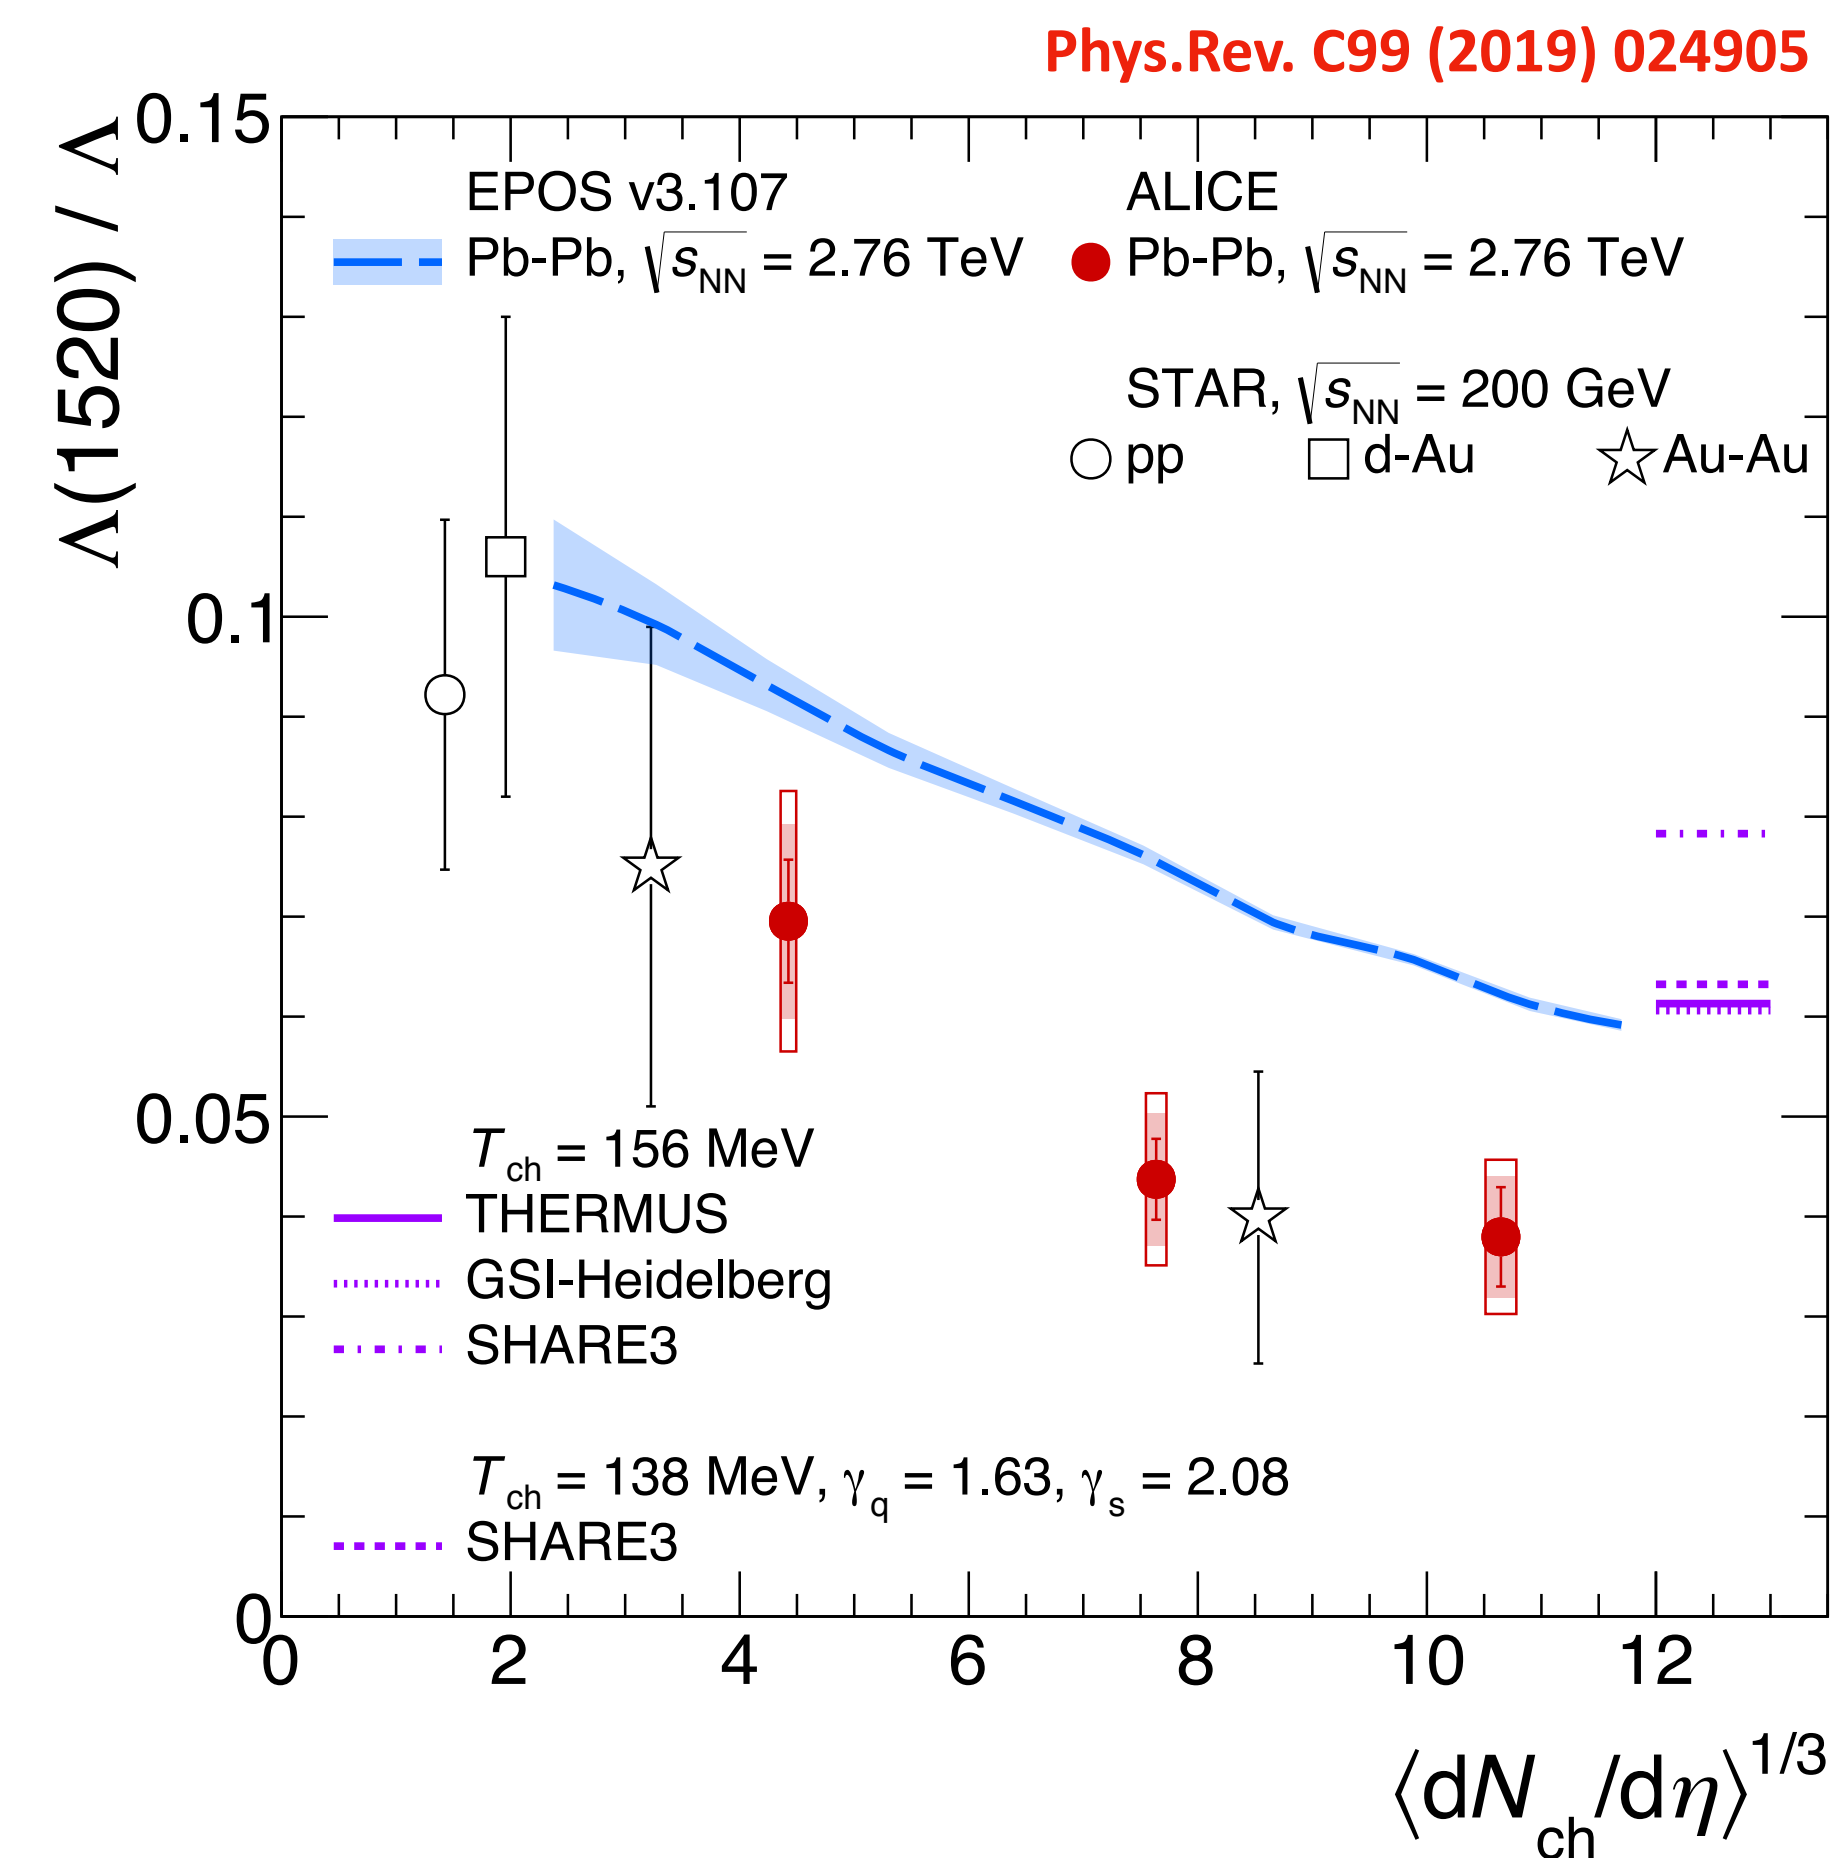 Phys.Rev. C99 (2019) 024905
Λ(1520) / Λ
0.15
0.1
0.05
0
EPOS v3.107
Pb-Pb, √sNN = 2.76 TeV
ALICE
Pb-Pb, √sNN = 2.76 TeV
STAR, √sNN = 200 GeV
pp d-Au Au-Au
Tch = 156 MeV
THERMUS
GSI-Heidelberg
SHARE3
Tch = 138 MeV, γq = 1.63, γs = 2.08
SHARE3
0 2 4 6 8 10 12
⟨dNch/dη⟩1/3